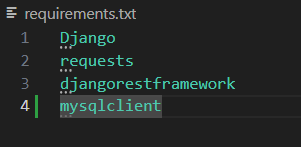 requirements.txt
1 Django
2 requests
3 djangorestframework
4 mysqlclient